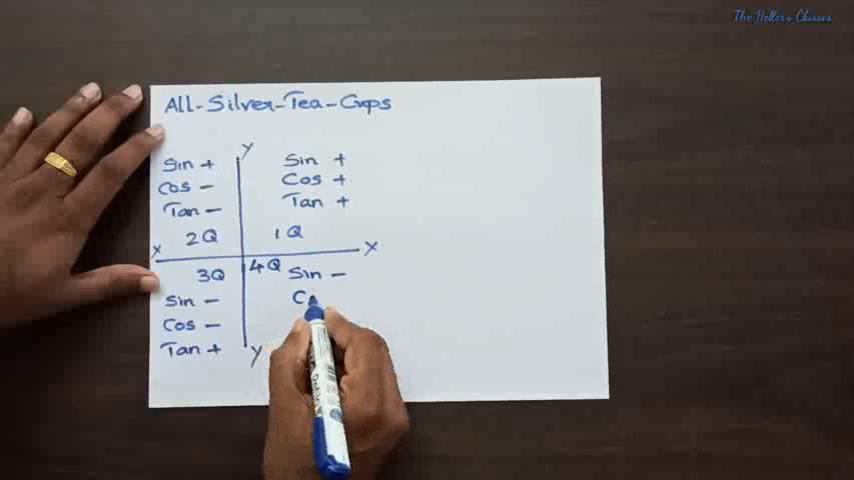 The Hellers Classes
All-Silver-Tea-Cups
Y
Sin +
Cos -
Tan -
2Q
Sin +
Cos +
Tan +
1Q
X
X
3Q
Sin -
Cos -
Tan +
4Q
Sin -
C
Y